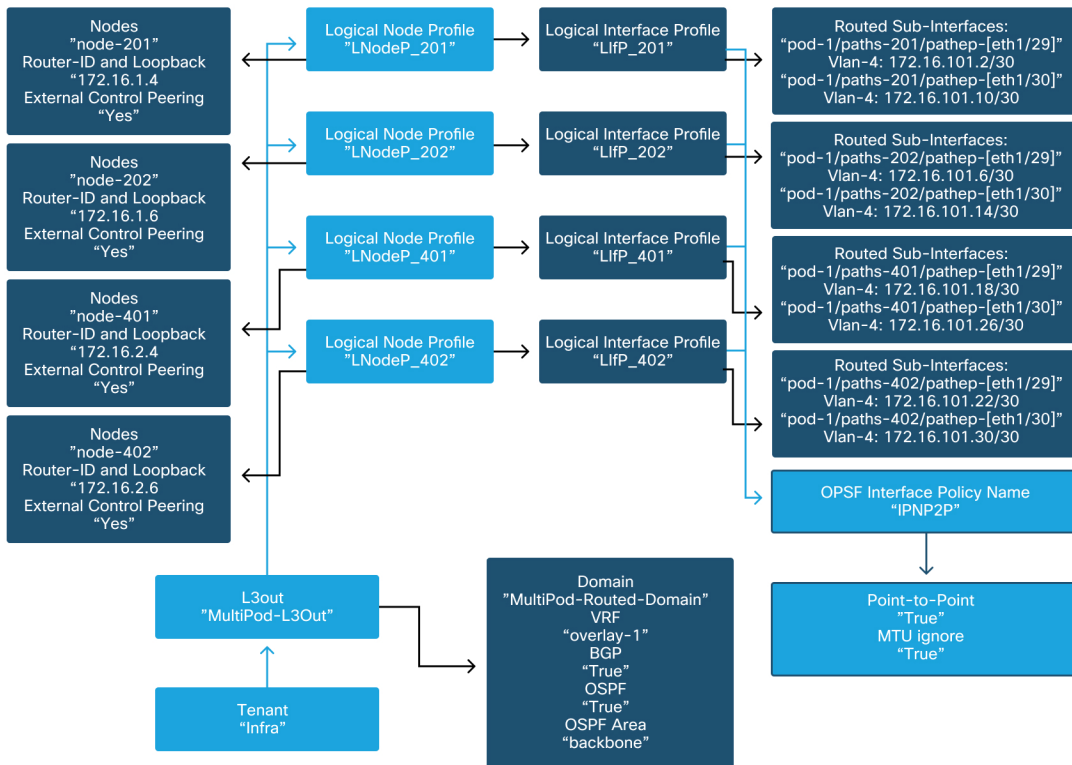 Nodes
”node-201”
Router-ID and Loopback
“172.16.1.4
External Control Peering
“Yes”
Logical Node Profile
”LNodeP_201”
Logical Interface Profile
“LIfP_201”
Routed Sub-Interfaces:
“pod-1/paths-201/pathep-[eth1/29]”
Vlan-4: 172.16.101.2/30
“pod-1/paths-201/pathep-[eth1/30]”
Vlan-4: 172.16.101.10/30
Nodes
”node-202”
Router-ID and Loopback
“172.16.1.6
External Control Peering
“Yes”
Logical Node Profile
”LNodeP_202”
Logical Interface Profile
“LIfP_202”
Routed Sub-Interfaces:
“pod-1/paths-202/pathep-[eth1/29]”
Vlan-4: 172.16.101.6/30
“pod-1/paths-202/pathep-[eth1/30]”
Vlan-4: 172.16.101.14/30
Nodes
”node-401”
Router-ID and Loopback
“172.16.2.4
External Control Peering
“Yes”
Logical Node Profile
”LNodeP_401”
Logical Interface Profile
“LIfP_401”
Routed Sub-Interfaces:
“pod-1/paths-401/pathep-[eth1/29]”
Vlan-4: 172.16.101.18/30
“pod-1/paths-401/pathep-[eth1/30]”
Vlan-4: 172.16.101.26/30
Nodes
”node-402”
Router-ID and Loopback
“172.16.2.6
External Control Peering
“Yes”
Logical Node Profile
”LNodeP_402”
Logical Interface Profile
“LIfP_402”
Routed Sub-Interfaces:
“pod-1/paths-402/pathep-[eth1/29]”
Vlan-4: 172.16.101.22/30
“pod-1/paths-402/pathep-[eth1/30]”
Vlan-4: 172.16.101.30/30
OPSF Interface Policy Name
“IPNP2P”
Point-to-Point
”True”
MTU ignore
“True”
L3out
”MultiPod-L3Out”
Domain
”MultiPod-Routed-Domain”
VRF
“overlay-1”
BGP
“True”
OSPF
“True”
OSPF Area
“backbone”
Tenant
“Infra”